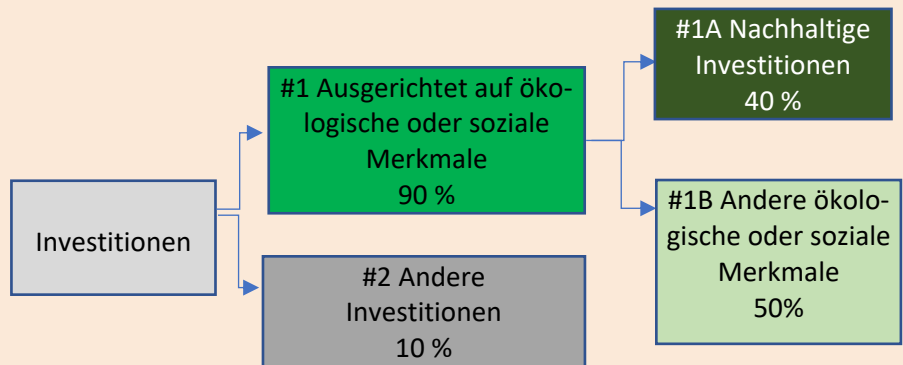 Investitionen
#1 Ausgerichtet auf öko-
logische oder soziale
Merkmale
90 %
#2 Andere
Investitionen
10 %
#1A Nachhaltige
Investitionen
40 %
#1B Andere ökolo-
gische oder soziale
Merkmale
50%